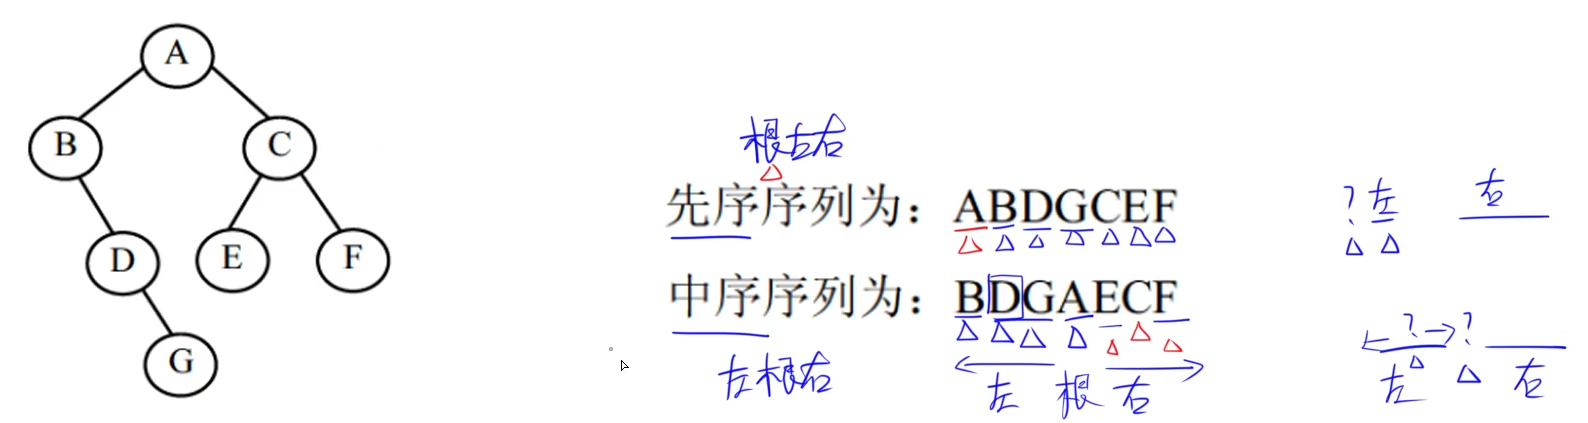 A
B
C
D
E
F
G
根左右
先序序列为：ABDGCEF
中序序列为：BDGAECF
左根右
左 根 右
? 左 右
? ?
左 右